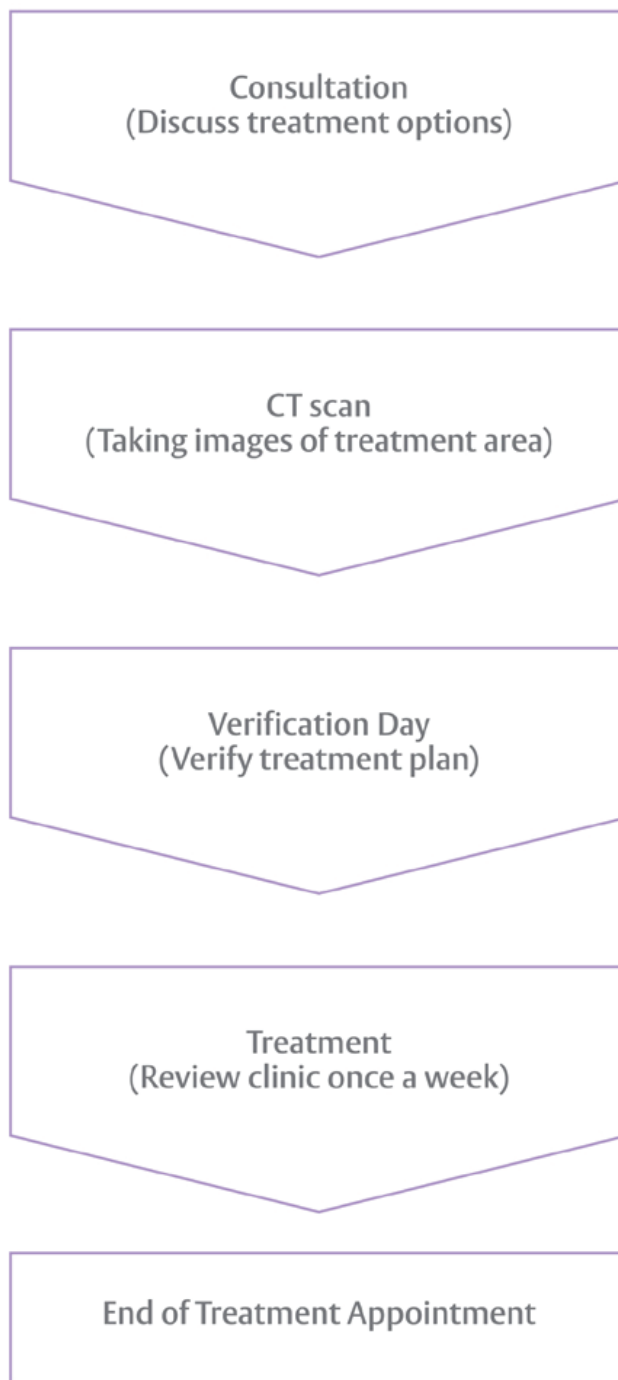 Consultation
(Discuss treatment options)
CT scan
(Taking images of treatment area)
Verification Day
(Verify treatment plan)
Treatment
(Review clinic once a week)
End of Treatment Appointment